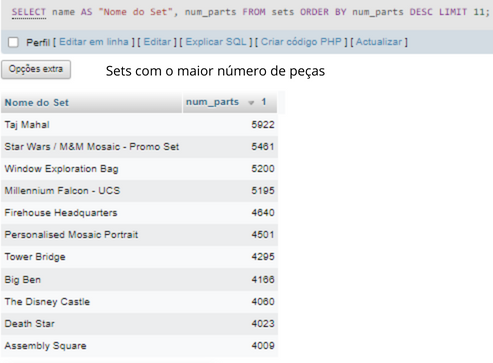 SELECT name AS "Nome do Set", num_parts FROM sets ORDER BY num_parts DESC LIMIT 11;
Perfil [ Editar em linha ] [ Editar ] [ Explicar SQL ] [ Criar código PHP ] [ Actualizar ]
Opções extra
Sets com o maior número de peças
Nome do Set num_parts 1
Taj Mahal 5922
Star Wars / M&M Mosaic - Promo Set 5461
Window Exploration Bag 5200
Millennium Falcon - UCS 5195
Firehouse Headquarters 4640
Personalised Mosaic Portrait 4501
Tower Bridge 4295
Big Ben 4166
The Disney Castle 4060
Death Star 4023
Assembly Square 4009